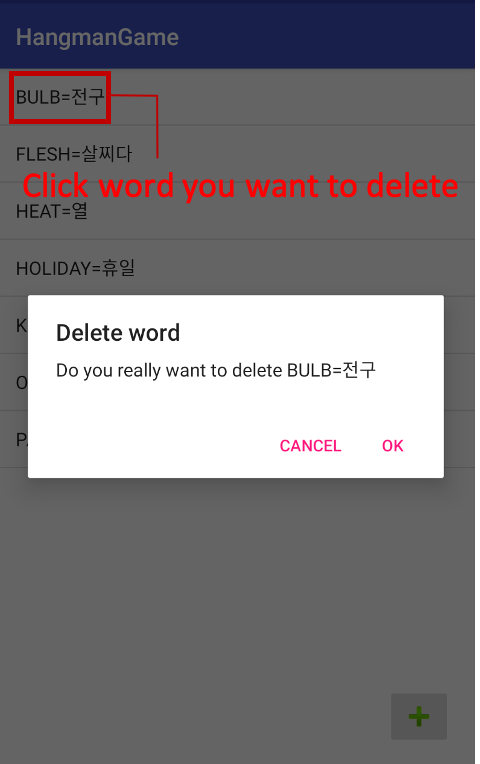 HangmanGame
BULB=전구
FLESH=살찌다
Click word you want to delete
HEAT=열
HOLIDAY=휴일
Delete word
Do you really want to delete BULB=전구
CANCEL OK